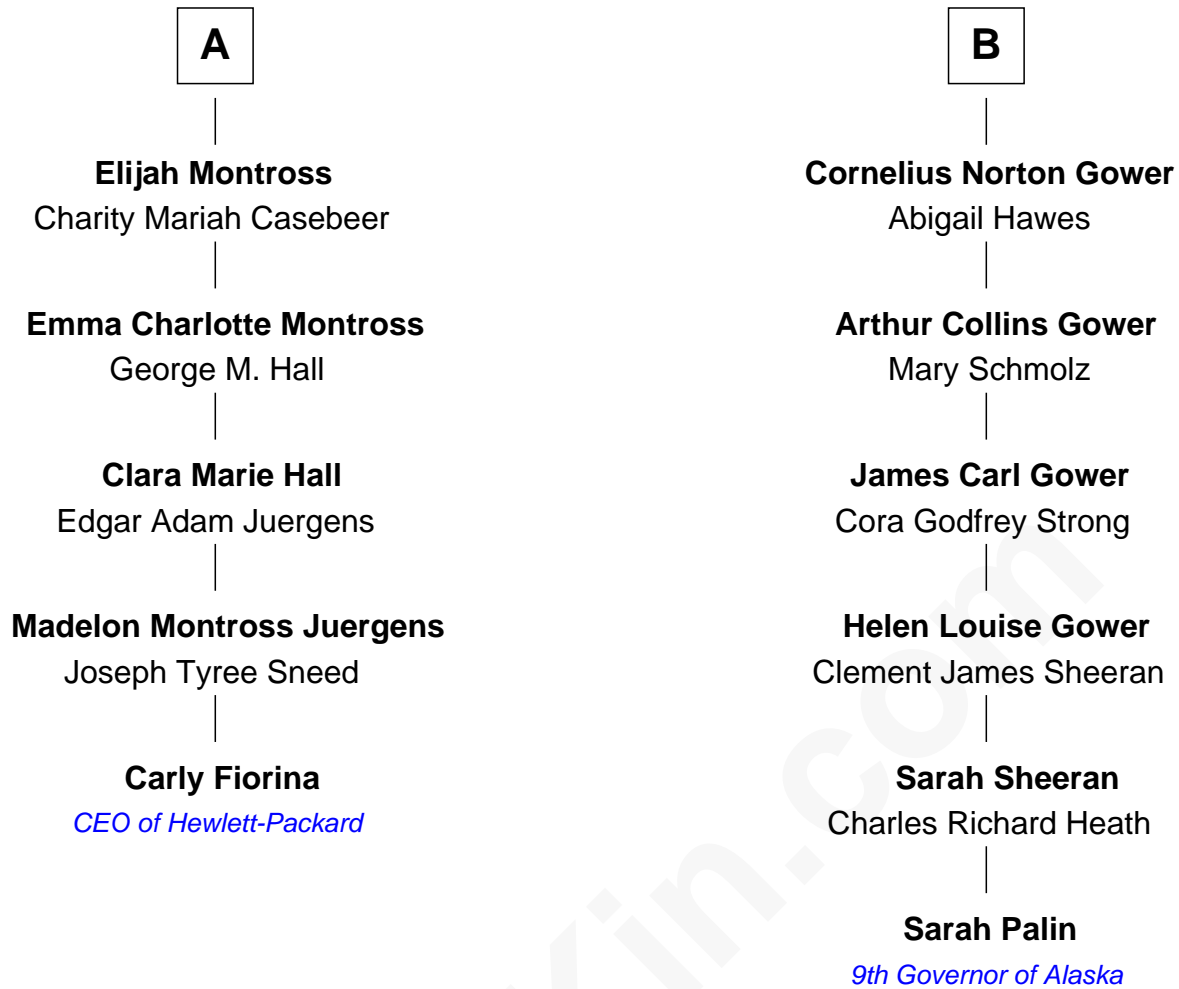 A
Elijah Montross
Charity Mariah Casebeer
Emma Charlotte Montross
George M. Hall
Clara Marie Hall
Edgar Adam Juergens
Madelon Montross Juergens
Joseph Tyree Sneed
Carly Fiorina
CEO of Hewlett-Packard
B
Cornelius Norton Gower
Abigail Hawes
Arthur Collins Gower
Mary Schmolz
James Carl Gower
Cora Godfrey Strong
Helen Louise Gower
Clement James Sheeran
Sarah Sheeran
Charles Richard Heath
Sarah Palin
9th Governor of Alaska